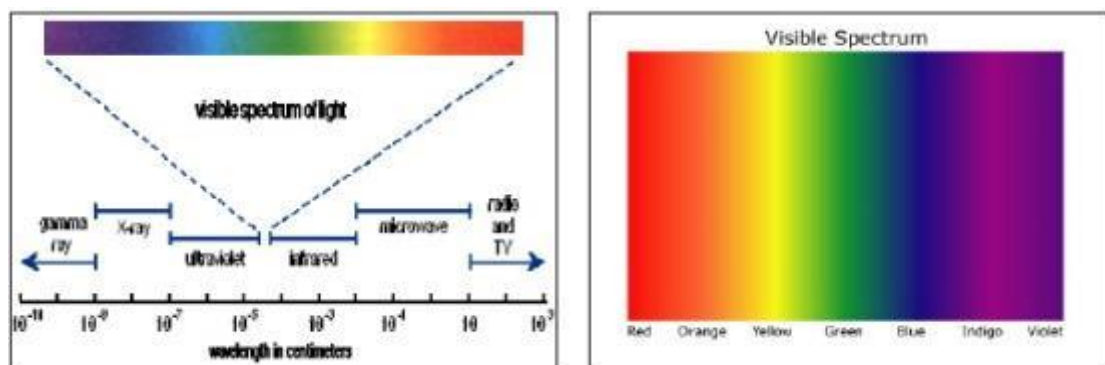 visible spectrum of light
gamma ray
X-ray
ultraviolet
infrared
microwave
radio and TV
10⁻¹¹ 10⁻⁹ 10⁻⁷ 10⁻⁵ 10⁻³ 10⁻¹ 10 10³
wavelength in centimeters
Visible Spectrum
Red Orange Yellow Green Blue Indigo Violet